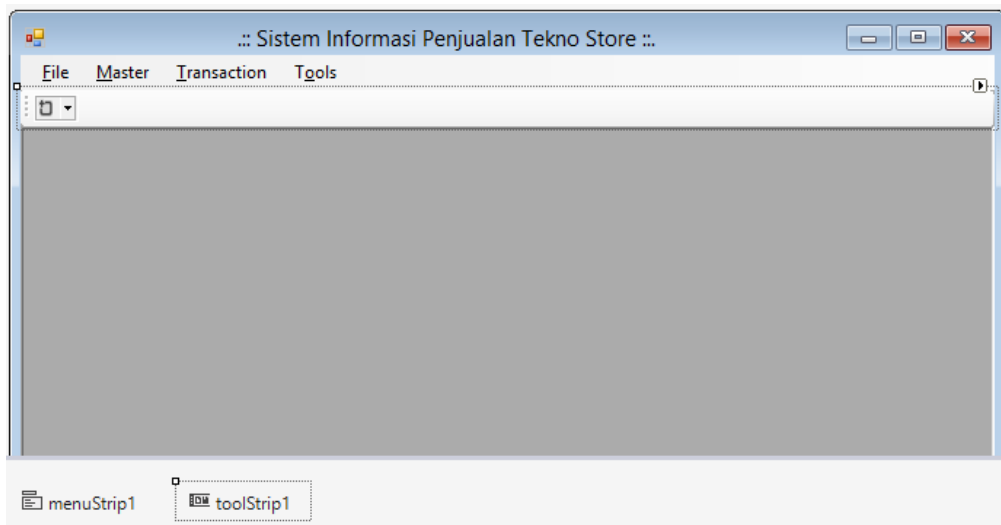 .:: Sistem Informasi Penjualan Tekno Store ::.
File Master Transaction Tools
menuStrip1 toolStrip1